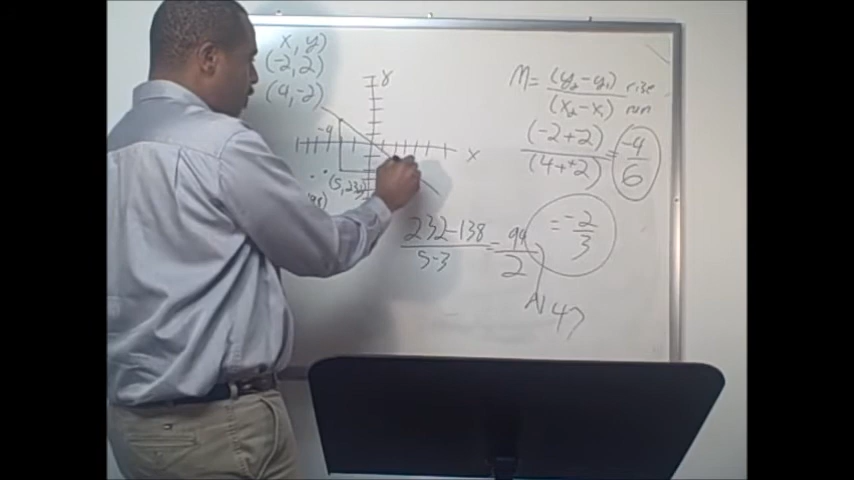 x, y)
(-2, 2)
(4, -2)
y
-4
x
(5, 232)
M = (y₂-y₁) rise
(x₂-x₁) run
(-2+2) = -4
(4++2) 6
= -2
3
232-138 = 94
5-3 2
47